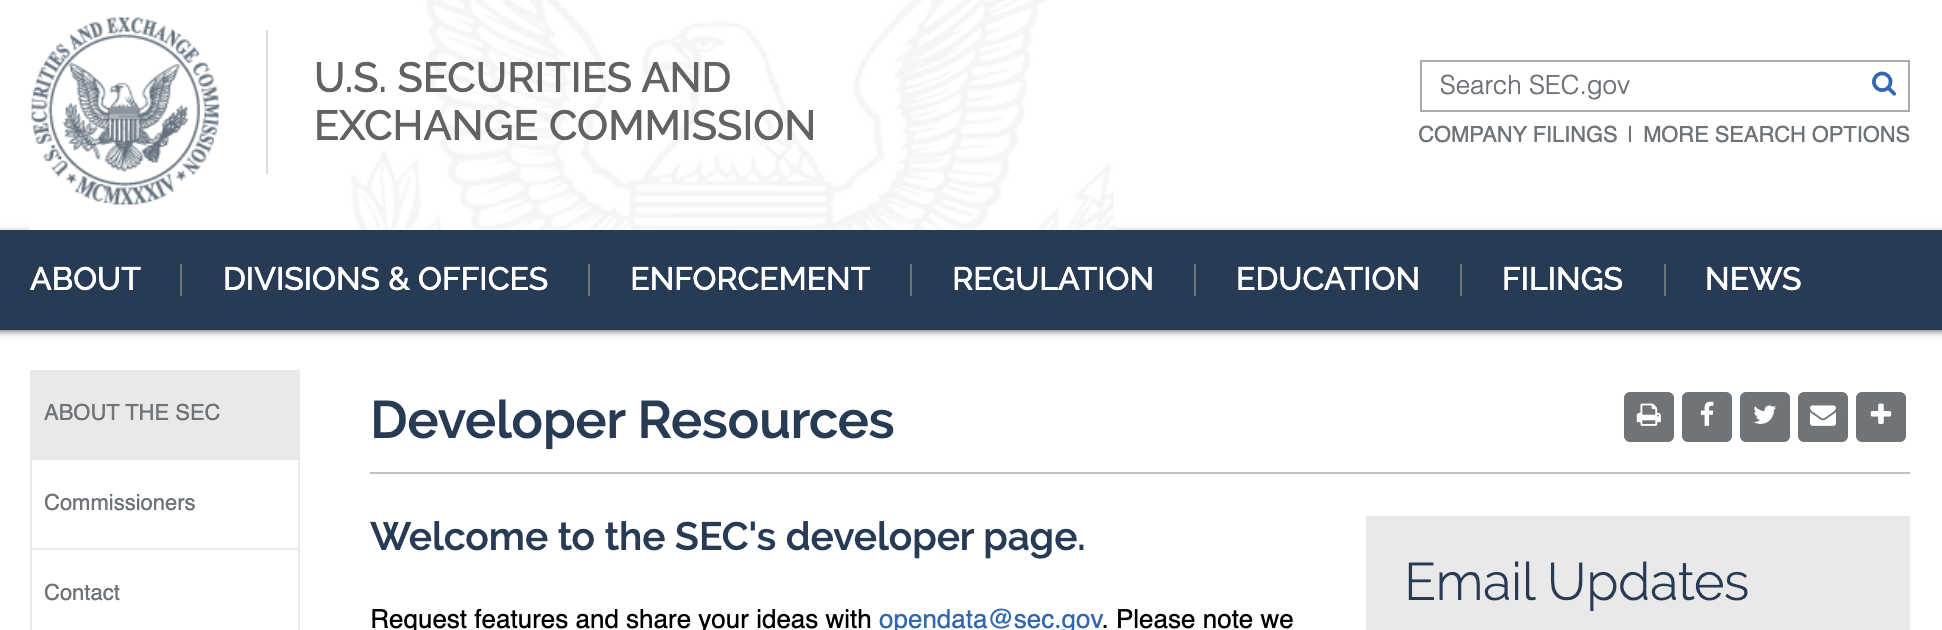 U.S. SECURITIES AND EXCHANGE COMMISSION
★ MCMXXXIV ★
U.S. SECURITIES AND
EXCHANGE COMMISSION
Search SEC.gov
COMPANY FILINGS | MORE SEARCH OPTIONS
ABOUT | DIVISIONS & OFFICES | ENFORCEMENT | REGULATION | EDUCATION | FILINGS | NEWS
ABOUT THE SEC
Commissioners
Contact
Developer Resources
Welcome to the SEC's developer page.
Request features and share your ideas with opendata@sec.gov. Please note we
Email Updates